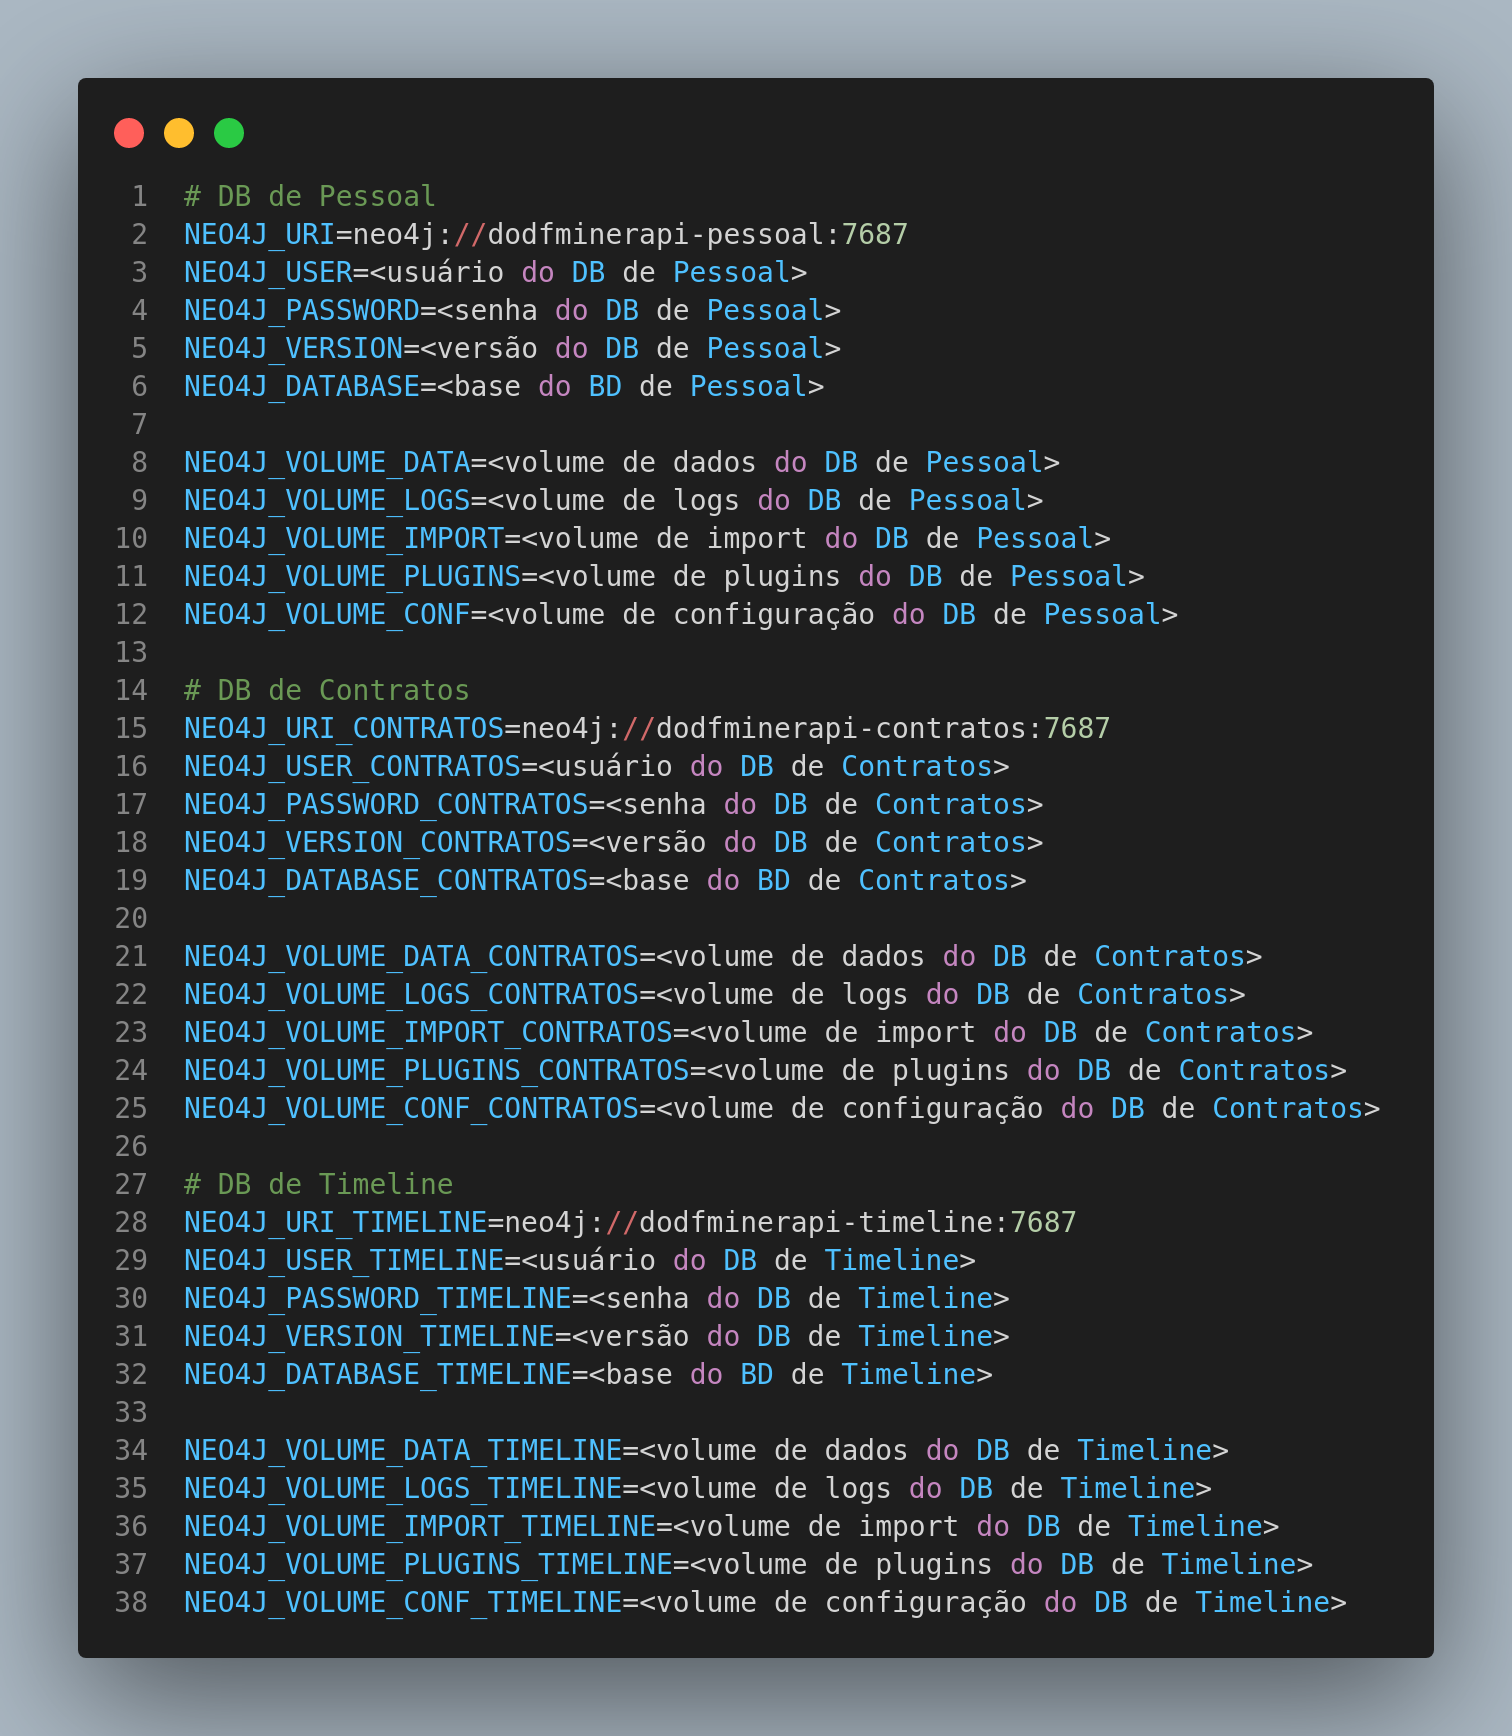 1 # DB de Pessoal
2 NEO4J_URI=neo4j://dodfminerapi-pessoal:7687
3 NEO4J_USER=<usuário do DB de Pessoal>
4 NEO4J_PASSWORD=<senha do DB de Pessoal>
5 NEO4J_VERSION=<versão do DB de Pessoal>
6 NEO4J_DATABASE=<base do BD de Pessoal>
7
8 NEO4J_VOLUME_DATA=<volume de dados do DB de Pessoal>
9 NEO4J_VOLUME_LOGS=<volume de logs do DB de Pessoal>
10 NEO4J_VOLUME_IMPORT=<volume de import do DB de Pessoal>
11 NEO4J_VOLUME_PLUGINS=<volume de plugins do DB de Pessoal>
12 NEO4J_VOLUME_CONF=<volume de configuração do DB de Pessoal>
13
14 # DB de Contratos
15 NEO4J_URI_CONTRATOS=neo4j://dodfminerapi-contratos:7687
16 NEO4J_USER_CONTRATOS=<usuário do DB de Contratos>
17 NEO4J_PASSWORD_CONTRATOS=<senha do DB de Contratos>
18 NEO4J_VERSION_CONTRATOS=<versão do DB de Contratos>
19 NEO4J_DATABASE_CONTRATOS=<base do BD de Contratos>
20
21 NEO4J_VOLUME_DATA_CONTRATOS=<volume de dados do DB de Contratos>
22 NEO4J_VOLUME_LOGS_CONTRATOS=<volume de logs do DB de Contratos>
23 NEO4J_VOLUME_IMPORT_CONTRATOS=<volume de import do DB de Contratos>
24 NEO4J_VOLUME_PLUGINS_CONTRATOS=<volume de plugins do DB de Contratos>
25 NEO4J_VOLUME_CONF_CONTRATOS=<volume de configuração do DB de Contratos>
26
27 # DB de Timeline
28 NEO4J_URI_TIMELINE=neo4j://dodfminerapi-timeline:7687
29 NEO4J_USER_TIMELINE=<usuário do DB de Timeline>
30 NEO4J_PASSWORD_TIMELINE=<senha do DB de Timeline>
31 NEO4J_VERSION_TIMELINE=<versão do DB de Timeline>
32 NEO4J_DATABASE_TIMELINE=<base do BD de Timeline>
33
34 NEO4J_VOLUME_DATA_TIMELINE=<volume de dados do DB de Timeline>
35 NEO4J_VOLUME_LOGS_TIMELINE=<volume de logs do DB de Timeline>
36 NEO4J_VOLUME_IMPORT_TIMELINE=<volume de import do DB de Timeline>
37 NEO4J_VOLUME_PLUGINS_TIMELINE=<volume de plugins do DB de Timeline>
38 NEO4J_VOLUME_CONF_TIMELINE=<volume de configuração do DB de Timeline>